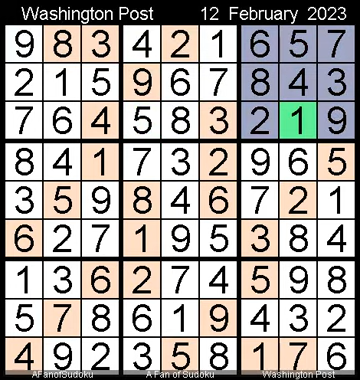 Washington Post 12 February 2023
9 8 3 4 2 1 6 5 7
2 1 5 9 6 7 8 4 3
7 6 4 5 8 3 2 1 9
8 4 1 7 3 2 9 6 5
3 5 9 8 4 6 7 2 1
6 2 7 1 9 5 3 8 4
1 3 6 2 7 4 5 9 8
5 7 8 6 1 9 4 3 2
4 9 2 3 5 8 1 7 6
AFanofSudoku A Fan of Sudoku Washington Post